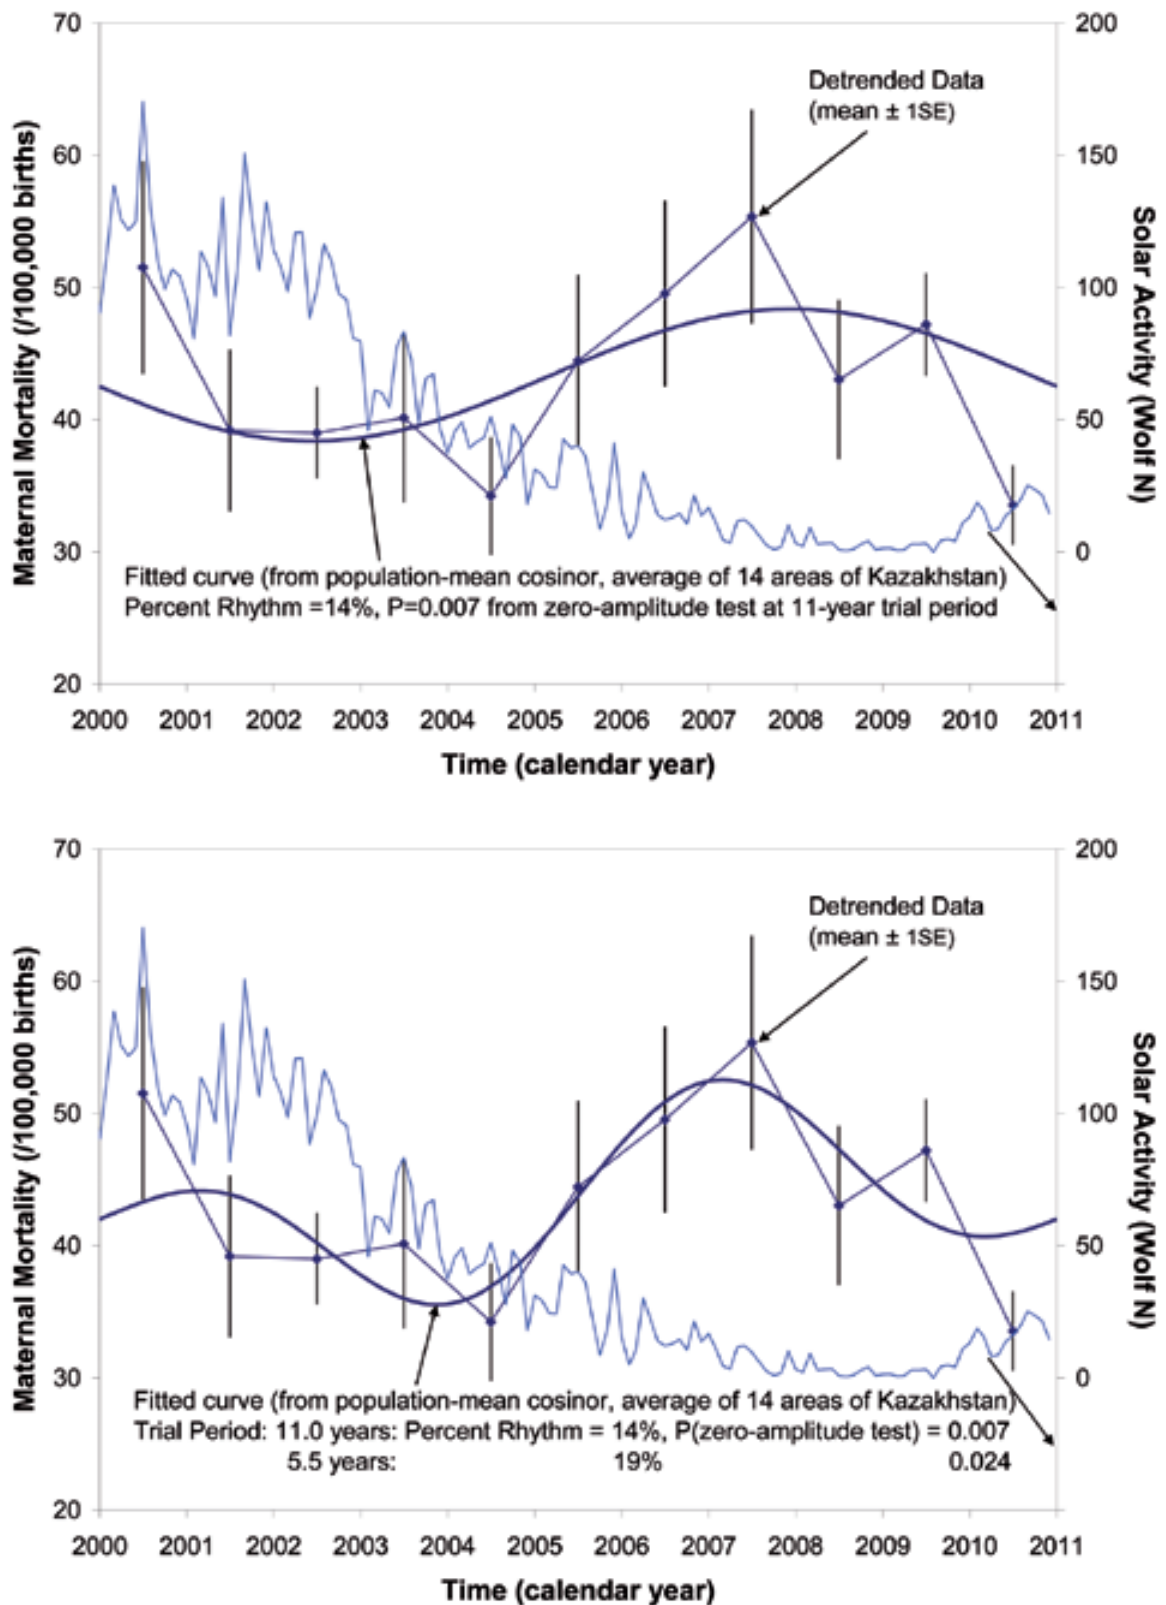 70
60
50
40
30
20
200
150
100
50
0
Maternal Mortality (/100,000 births)
Solar Activity (Wolf N)
Detrended Data
(mean ± 1SE)
Fitted curve (from population-mean cosinor, average of 14 areas of Kazakhstan)
Percent Rhythm =14%, P=0.007 from zero-amplitude test at 11-year trial period
2000 2001 2002 2003 2004 2005 2006 2007 2008 2009 2010 2011
Time (calendar year)
70
60
50
40
30
20
200
150
100
50
0
Maternal Mortality (/100,000 births)
Solar Activity (Wolf N)
Detrended Data
(mean ± 1SE)
Fitted curve (from population-mean cosinor, average of 14 areas of Kazakhstan)
Trial Period: 11.0 years: Percent Rhythm = 14%, P(zero-amplitude test) = 0.007
5.5 years: 19% 0.024
2000 2001 2002 2003 2004 2005 2006 2007 2008 2009 2010 2011
Time (calendar year)